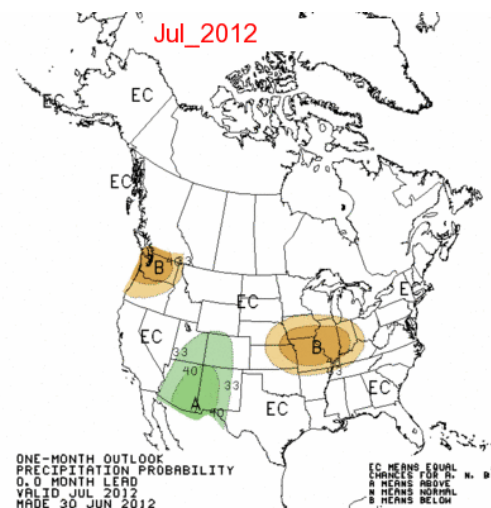 Jul_2012
EC
EC
EC
40 33
B
EC
EC
EC
33
B
33
40
33
A
40
EC
EC
ONE-MONTH OUTLOOK
PRECIPITATION PROBABILITY
0.0 MONTH LEAD
VALID JUL 2012
MADE 30 JUN 2012
EC MEANS EQUAL
CHANCES FOR A, N, B
A MEANS ABOVE
N MEANS NORMAL
B MEANS BELOW